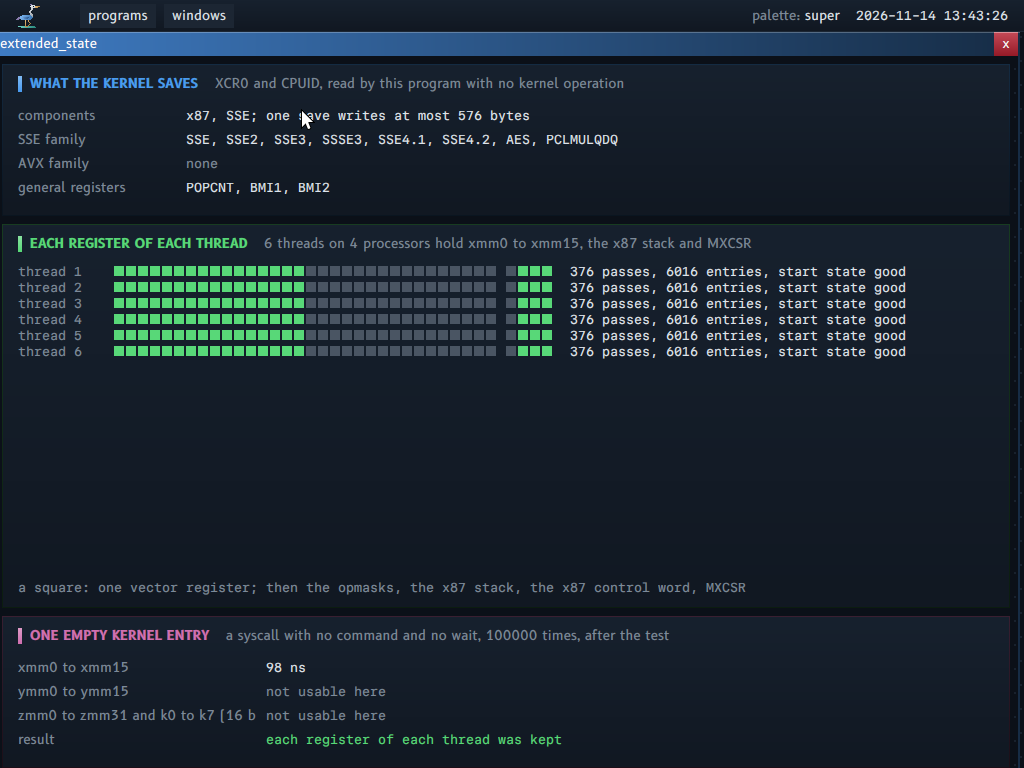 programs windows palette: super 2026-11-14 13:43:26
extended_state x
WHAT THE KERNEL SAVES XCR0 and CPUID, read by this program with no kernel operation
components x87, SSE; one save writes at most 576 bytes
SSE family SSE, SSE2, SSE3, SSSE3, SSE4.1, SSE4.2, AES, PCLMULQDQ
AVX family none
general registers POPCNT, BMI1, BMI2
EACH REGISTER OF EACH THREAD 6 threads on 4 processors hold xmm0 to xmm15, the x87 stack and MXCSR
thread 1 376 passes, 6016 entries, start state good
thread 2 376 passes, 6016 entries, start state good
thread 3 376 passes, 6016 entries, start state good
thread 4 376 passes, 6016 entries, start state good
thread 5 376 passes, 6016 entries, start state good
thread 6 376 passes, 6016 entries, start state good
a square: one vector register; then the opmasks, the x87 stack, the x87 control word, MXCSR
ONE EMPTY KERNEL ENTRY a syscall with no command and no wait, 100000 times, after the test
xmm0 to xmm15 98 ns
ymm0 to ymm15 not usable here
zmm0 to zmm31 and k0 to k7 (16 b not usable here
result each register of each thread was kept